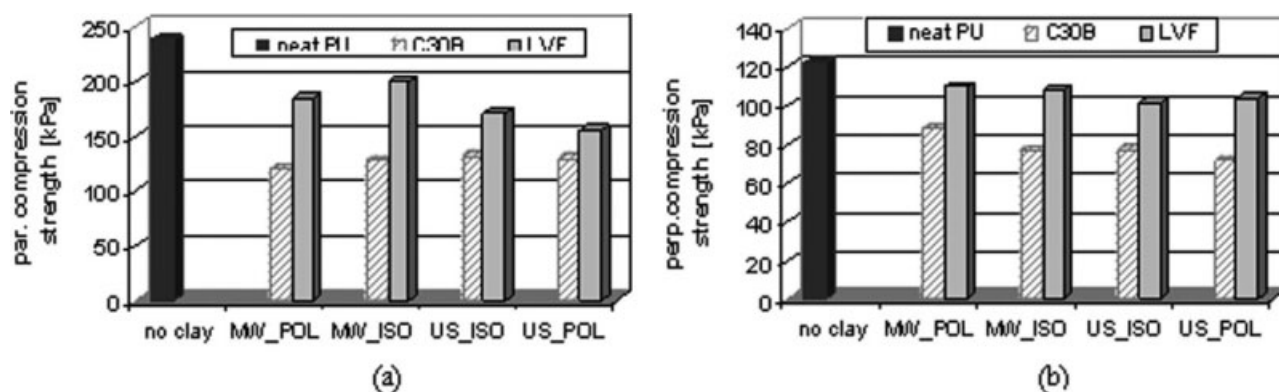 par. compression
strength [kPa]
250
200
150
100
50
0
neat PU C30B LVF
no clay MW_POL MW_ISO US_ISO US_POL
(a)
perp.compression
strength [kPa]
140
120
100
80
60
40
20
0
neat PU C30B LVF
no clay MW_POL MW_ISO US_ISO US_POL
(b)